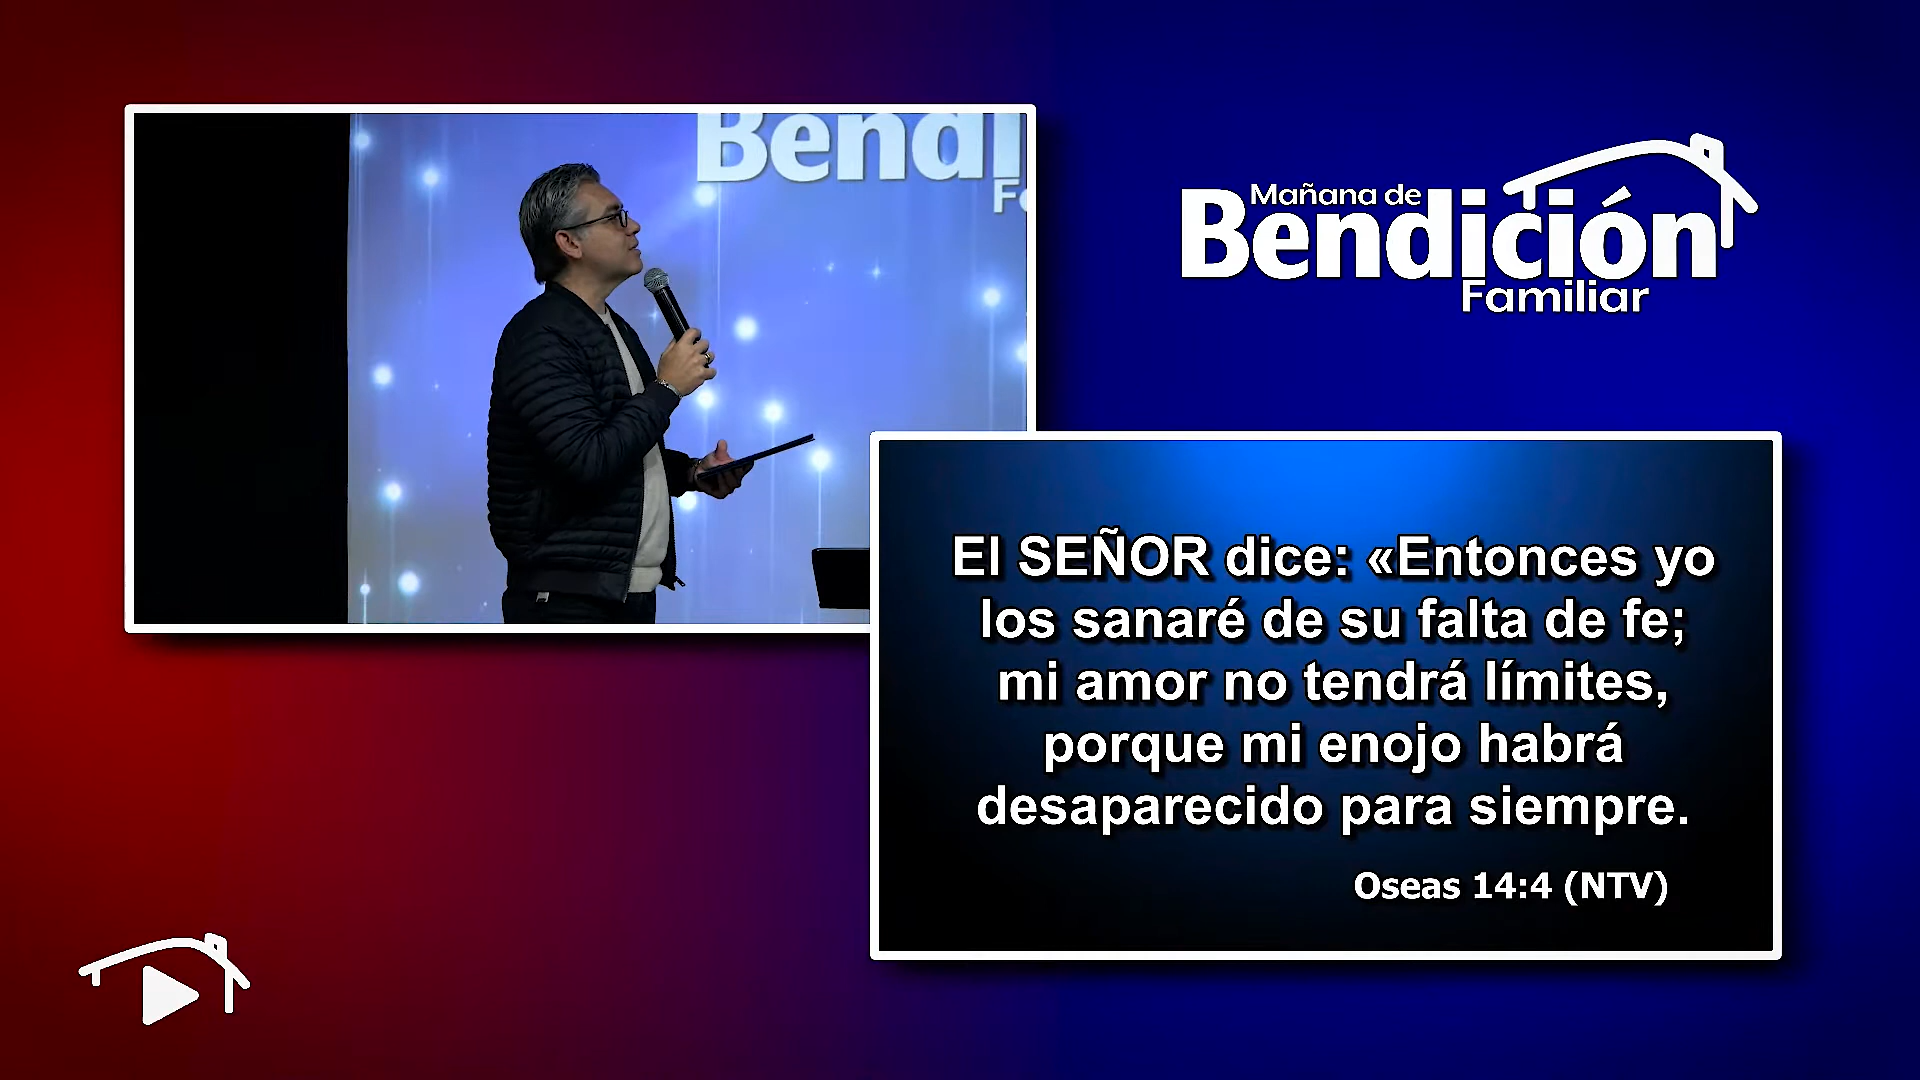 Bendi
Mañana de
Bendición
Familiar
El SEÑOR dice: «Entonces yo
los sanaré de su falta de fe;
mi amor no tendrá límites,
porque mi enojo habrá
desaparecido para siempre.
Oseas 14:4 (NTV)